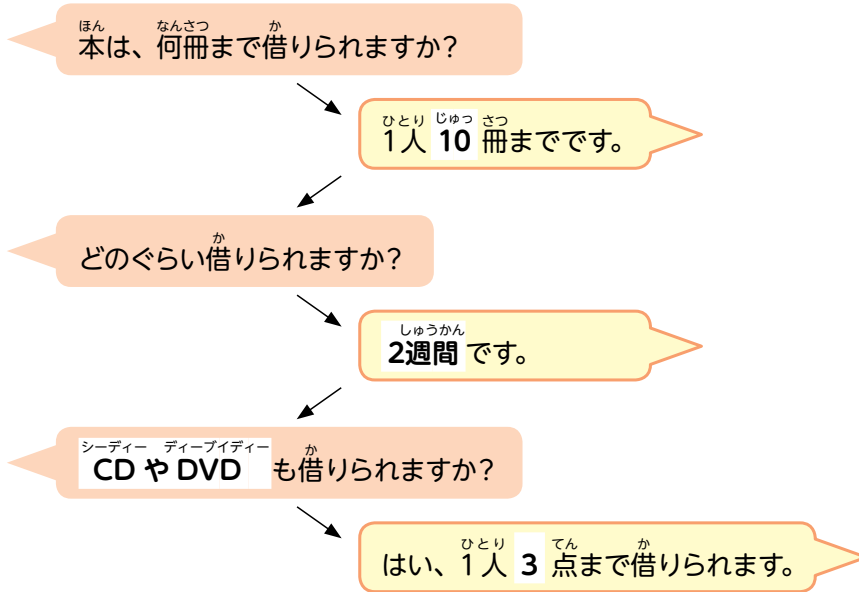 ほん なんさつ か
本は、何冊まで借りられますか？
ひとり じゅっ さつ
1人 10 冊までです。
か
どのぐらい借りられますか？
しゅうかん
2週間です。
シーディー ディーブイディー か
CD や DVD も借りられますか？
ひとり てん か
はい、1人 3 点まで借りられます。